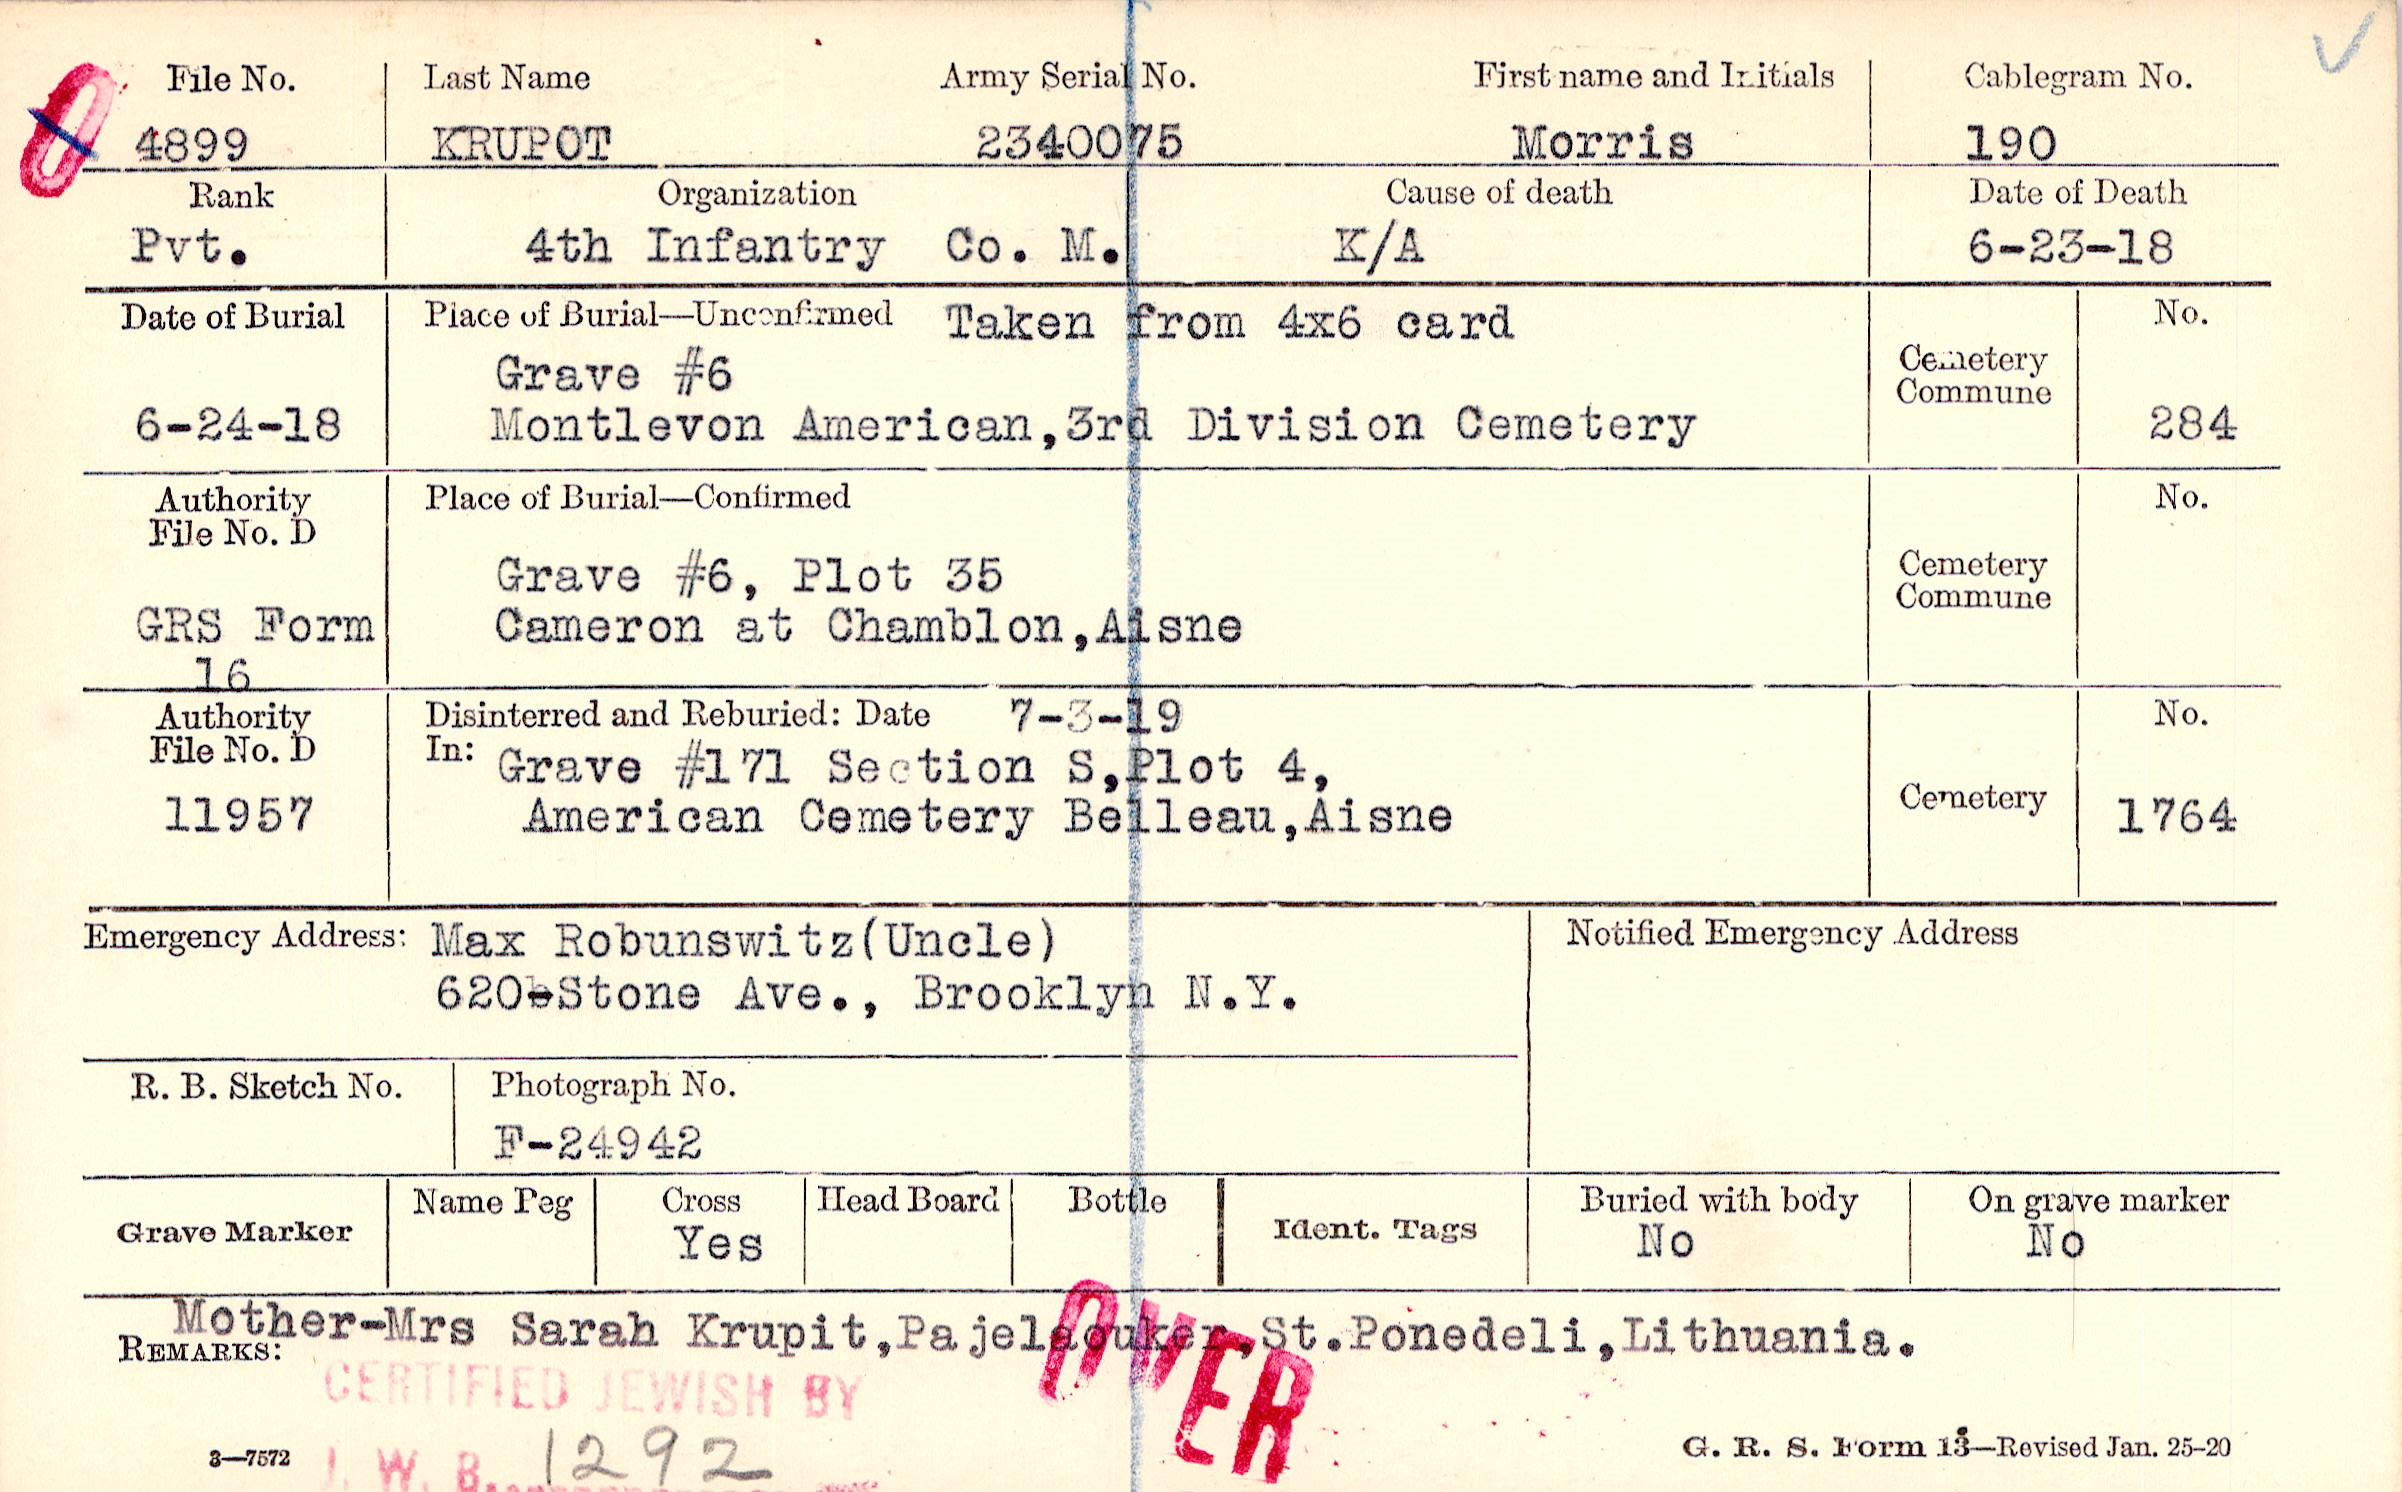 File No. Last Name Army Serial No. First name and Initials Cablegram No.
O 4899 KRUPOT 2340075 Morris 190
Rank Organization Cause of death Date of Death
Pvt. 4th Infantry Co. M. K/A 6-23-18
Date of Burial Place of Burial—Unconfirmed Taken from 4x6 card No.
Grave #6 Cemetery
Commune
6-24-18 Montlevon American,3rd Division Cemetery 284
Authority Place of Burial—Confirmed No.
File No. D
Grave #6, Plot 35 Cemetery
Commune
GRS Form Cameron at Chamblon,Aisne
16
Authority Disinterred and Reburied: Date 7-3-19 No.
File No. D In: Grave #171 Section S,Plot 4,
11957 American Cemetery Belleau,Aisne Cemetery 1764
Emergency Address: Max Robunswitz(Uncle) Notified Emergency Address
620 Stone Ave., Brooklyn N.Y.
R. B. Sketch No. Photograph No.
F-24942
Grave Marker Name Peg Cross Head Board Bottle Ident. Tags Buried with body On grave marker
Yes No No
Mother-Mrs Sarah Krupit,Pajelaouker,St.Ponedeli,Lithuania.
REMARKS:
OVER
CERTIFIED JEWISH BY
J. W. B. 1292
3—7572 G. R. S. Form 13—Revised Jan. 25-20